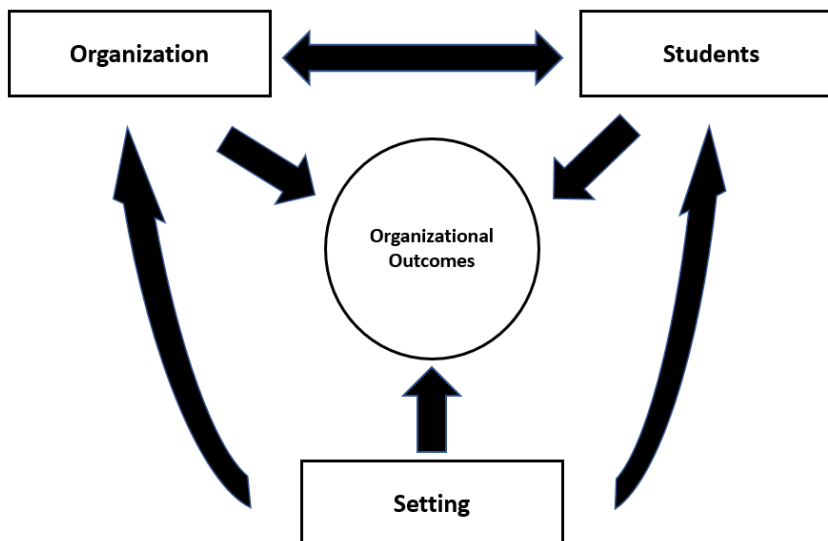 Organization
Students
Organizational
Outcomes
Setting